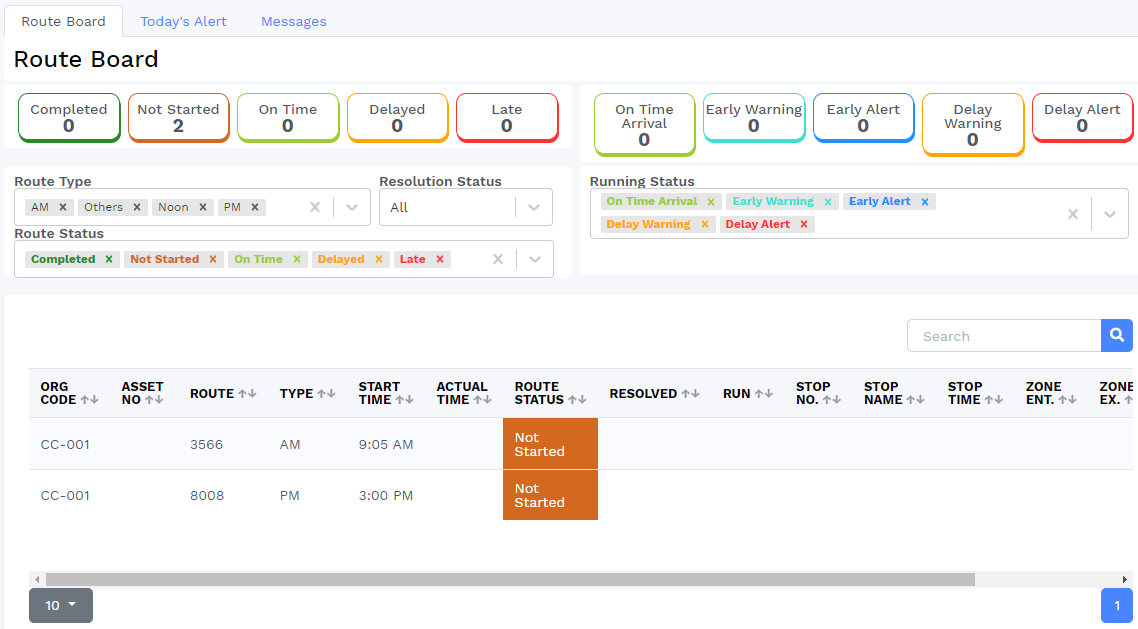 Route Board Today's Alert Messages
Route Board
Completed
0
Not Started
2
On Time
0
Delayed
0
Late
0
On Time
Arrival
0
Early Warning
0
Early Alert
0
Delay
Warning
0
Delay Alert
0
Route Type
AM × Others × Noon × PM ×
Resolution Status
All
Route Status
Completed × Not Started × On Time × Delayed × Late ×
Running Status
On Time Arrival × Early Warning × Early Alert ×
Delay Warning × Delay Alert ×
Search
ORG
CODE
ASSET
NO
ROUTE
TYPE
START
TIME
ACTUAL
TIME
ROUTE
STATUS
RESOLVED
RUN
STOP
NO.
STOP
NAME
STOP
TIME
ZONE
ENT.
ZONE
EX.
CC-001 3566 AM 9:05 AM Not
Started
CC-001 8008 PM 3:00 PM Not
Started
10
1